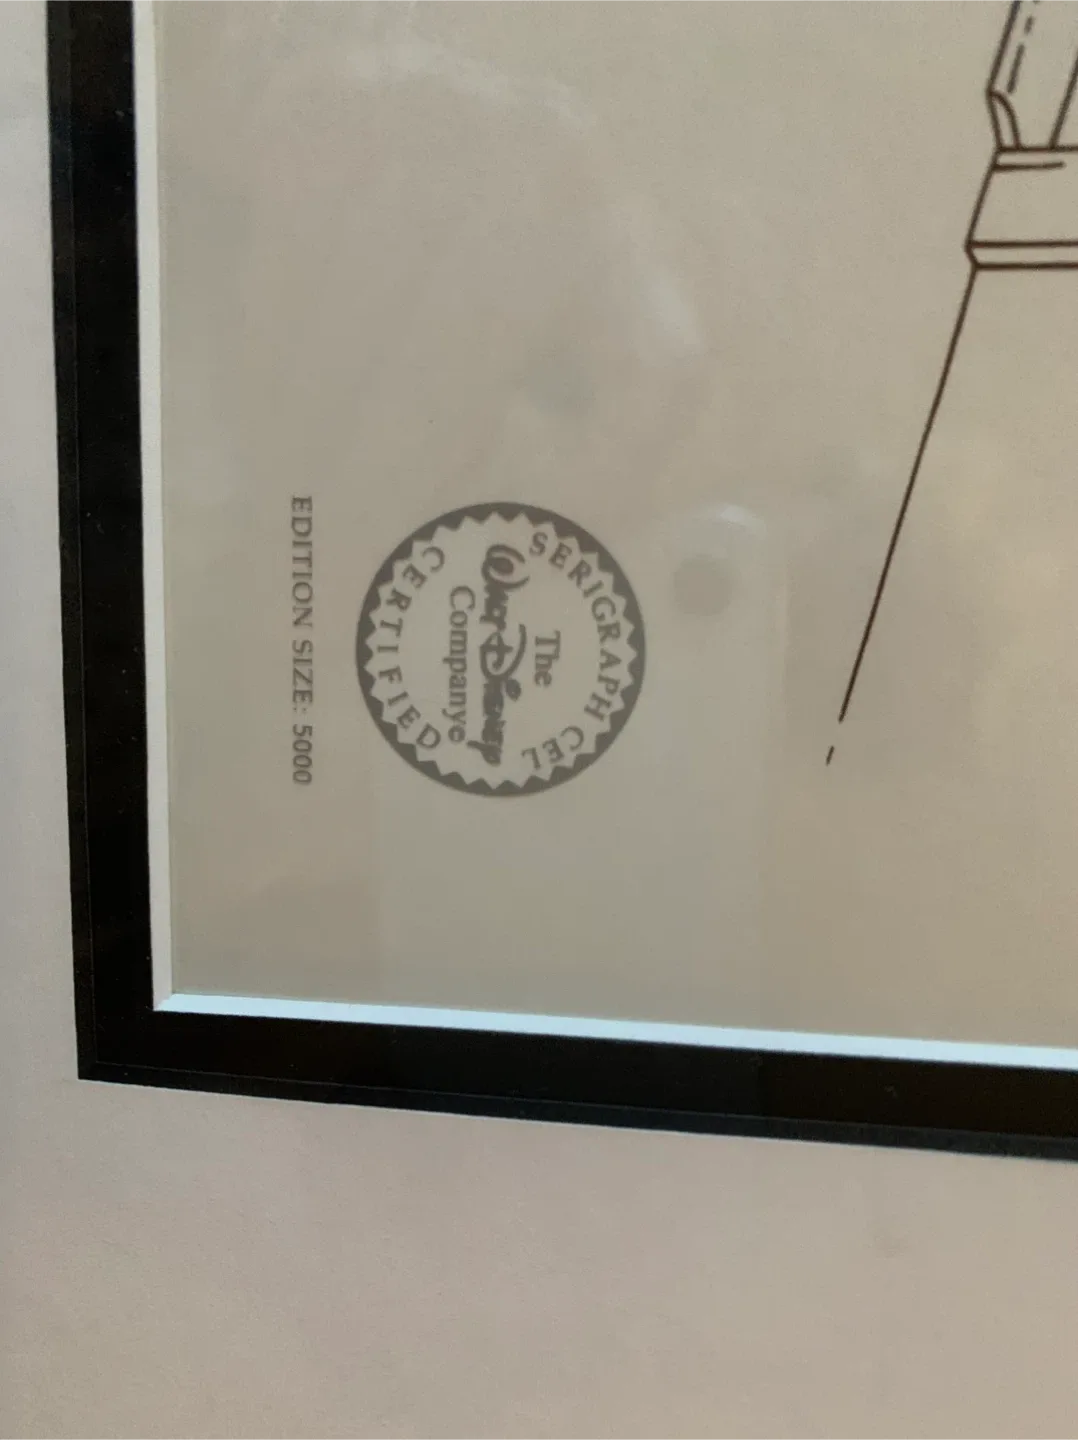 SERIGRAPH CEL
The
Walt Disney
Company©
CERTIFIED
EDITION SIZE: 5000